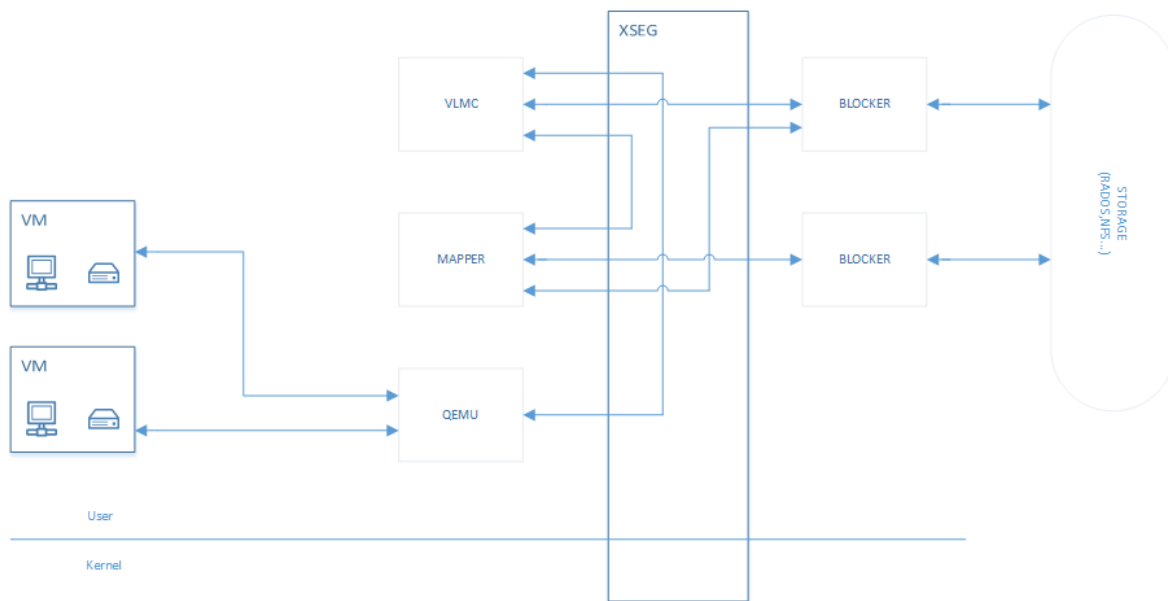 XSEG
VLMC
BLOCKER
STORAGE
(RADOS,NFS...)
VM
MAPPER
BLOCKER
VM
QEMU
User
Kernel